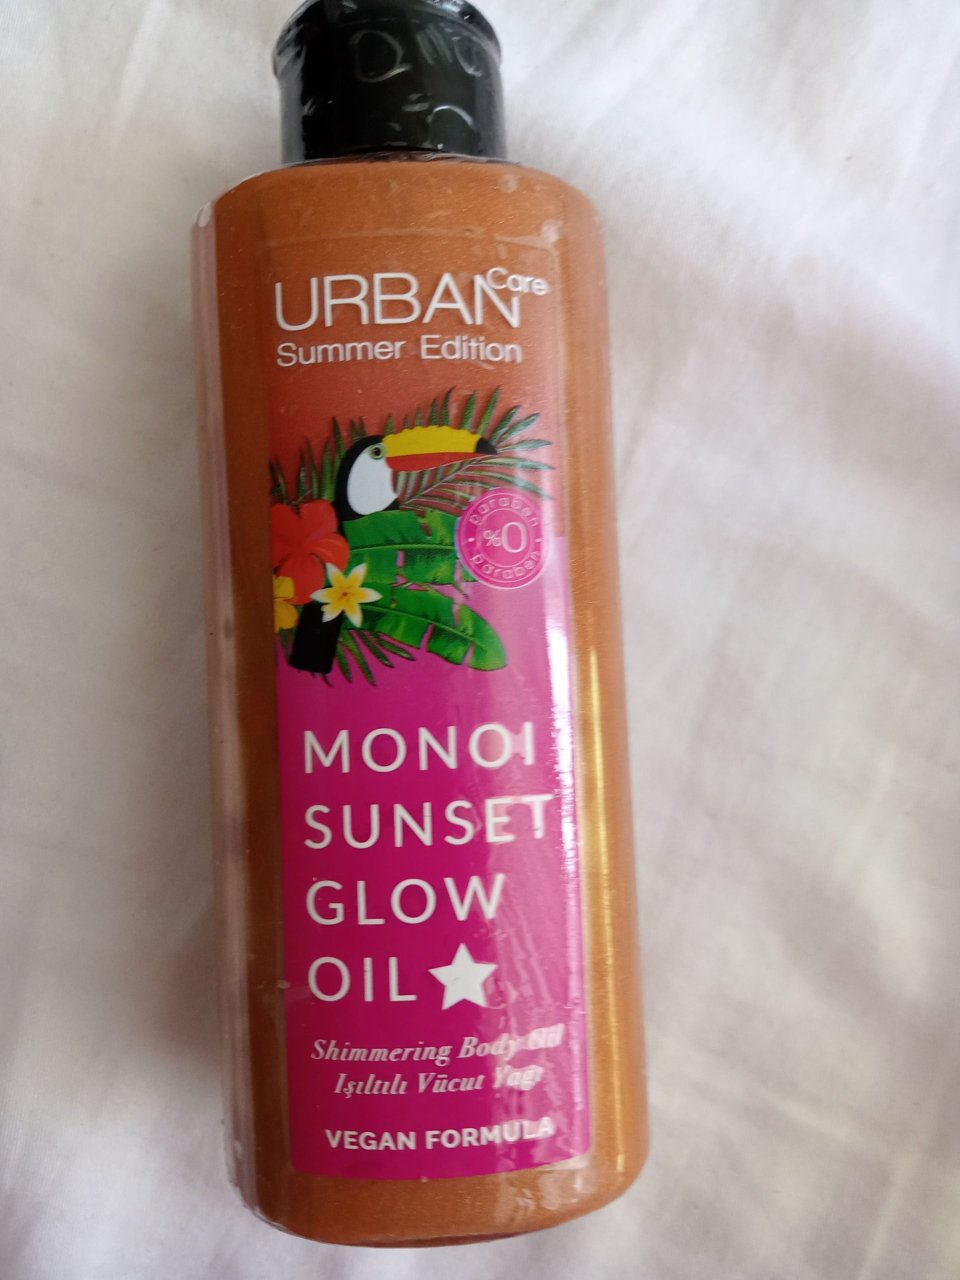 URBAN Care
Summer Edition
paraben
%0
paraben
MONOI
SUNSET
GLOW
OIL
Shimmering Body Oil
Işıltılı Vücut Yağı
VEGAN FORMULA